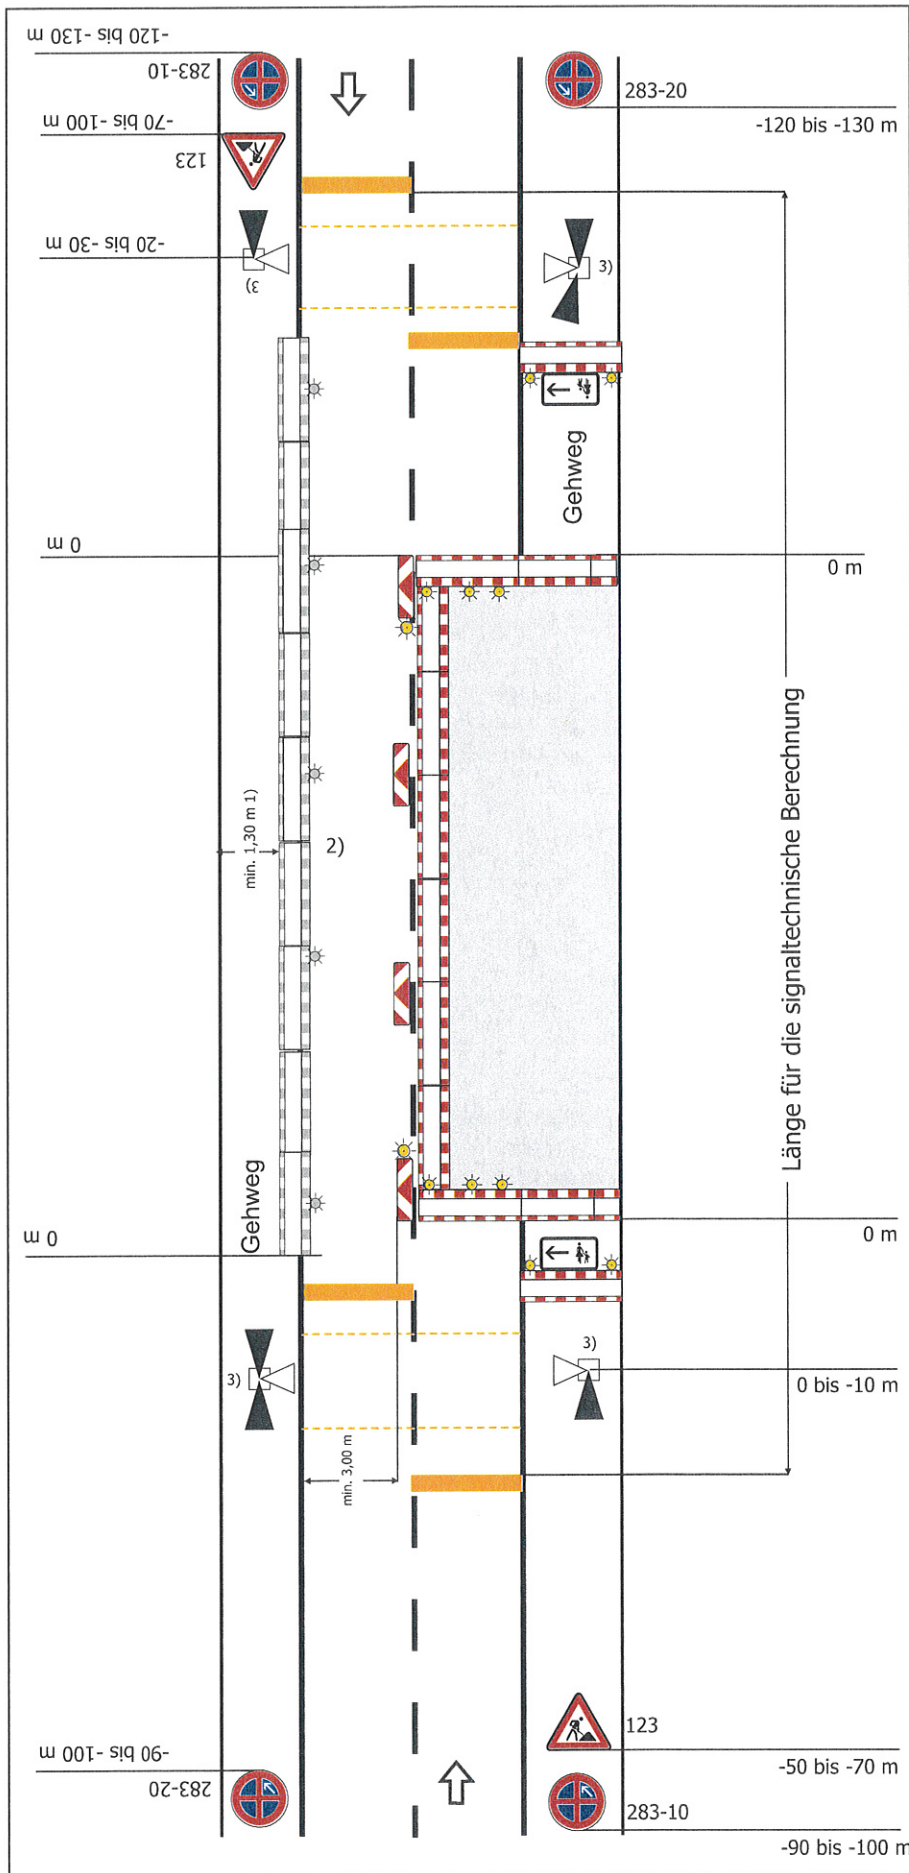 -120 bis -130 m
283-10
-70 bis -100 m
123
-20 bis -30 m
3)
283-20
-120 bis -130 m
3)
Gehweg
0 m
0 m
min. 1,30 m 1)
2)
Länge für die signaltechnische Berechnung
Gehweg
0 m
0 m
3)
3)
0 bis -10 m
min. 3,00 m
123
-50 bis -70 m
-90 bis -100 m
283-20
283-10
-90 bis -100 m